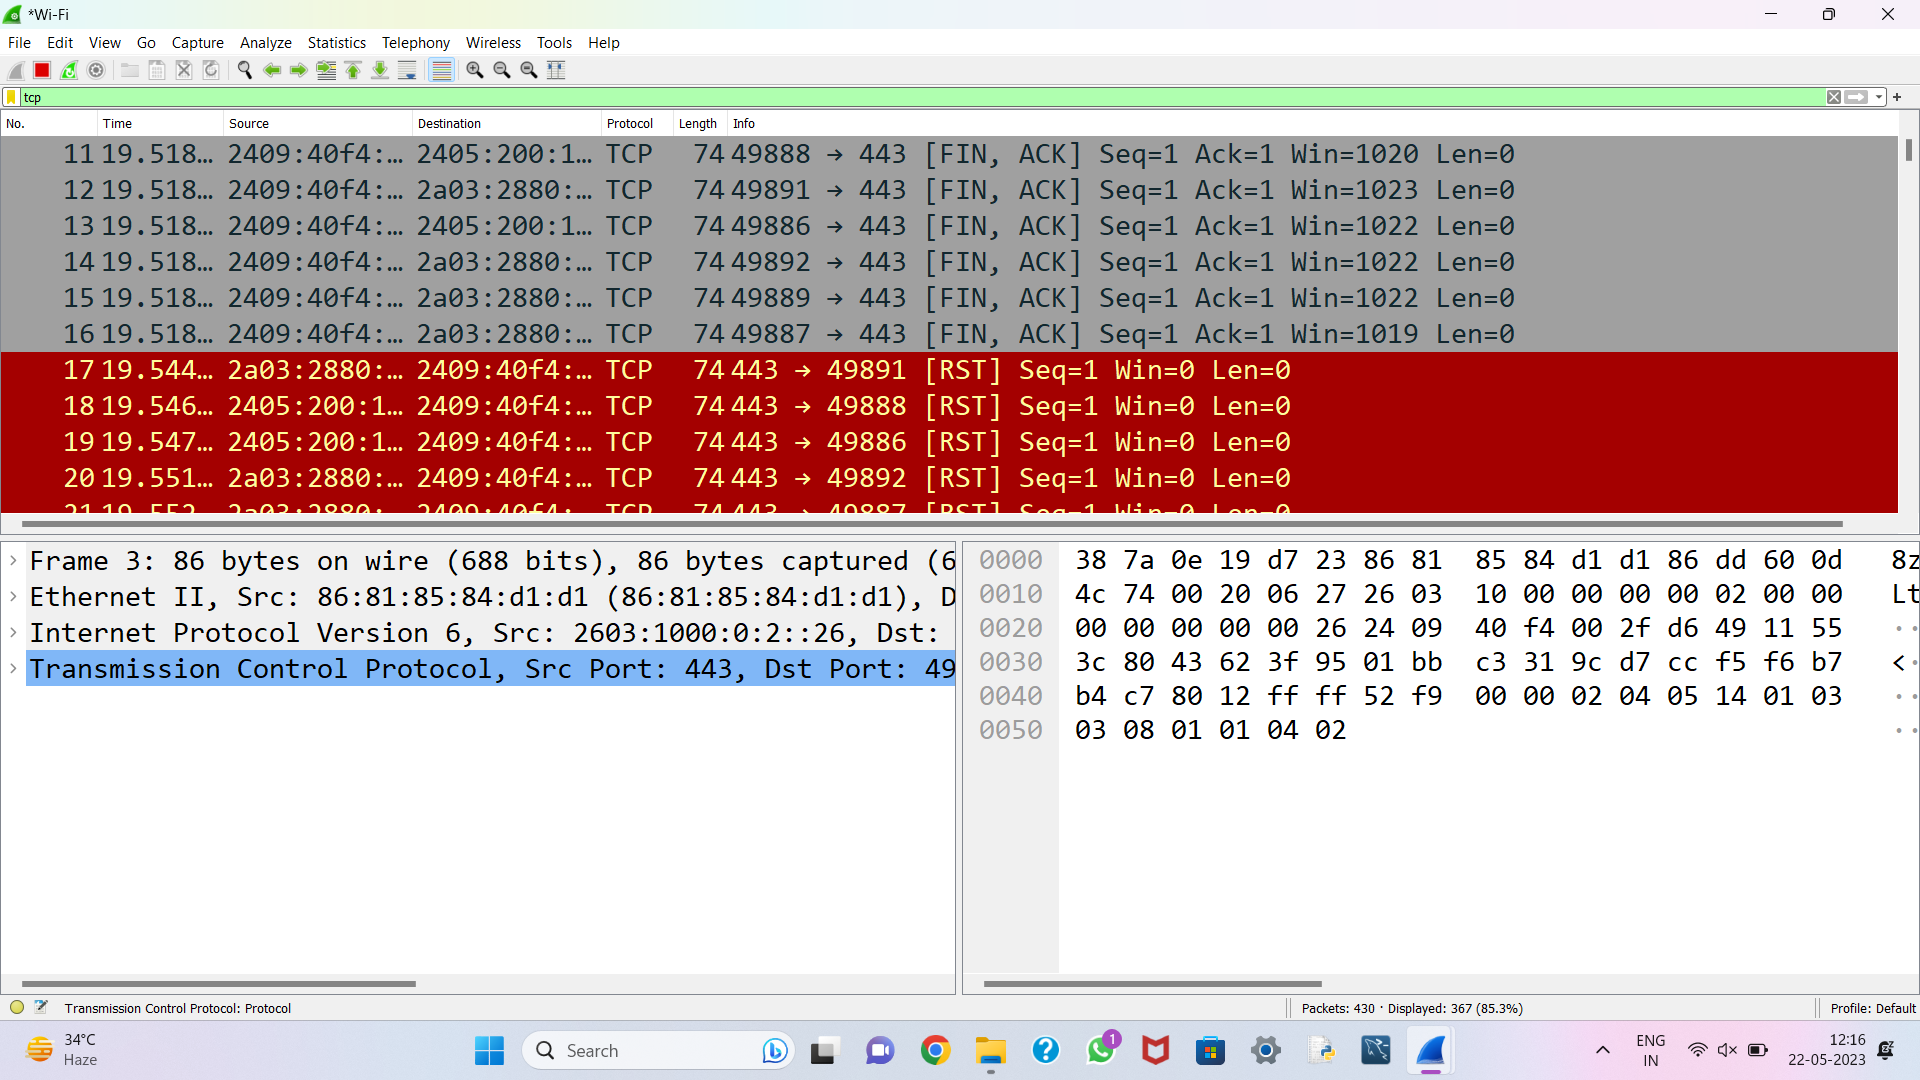 *Wi-Fi
File Edit View Go Capture Analyze Statistics Telephony Wireless Tools Help
tcp
No. Time Source Destination Protocol Length Info
11 19.518… 2409:40f4:… 2405:200:1… TCP 74 49888 → 443 [FIN, ACK] Seq=1 Ack=1 Win=1020 Len=0
12 19.518… 2409:40f4:… 2a03:2880:… TCP 74 49891 → 443 [FIN, ACK] Seq=1 Ack=1 Win=1023 Len=0
13 19.518… 2409:40f4:… 2405:200:1… TCP 74 49886 → 443 [FIN, ACK] Seq=1 Ack=1 Win=1022 Len=0
14 19.518… 2409:40f4:… 2a03:2880:… TCP 74 49892 → 443 [FIN, ACK] Seq=1 Ack=1 Win=1022 Len=0
15 19.518… 2409:40f4:… 2a03:2880:… TCP 74 49889 → 443 [FIN, ACK] Seq=1 Ack=1 Win=1022 Len=0
16 19.518… 2409:40f4:… 2a03:2880:… TCP 74 49887 → 443 [FIN, ACK] Seq=1 Ack=1 Win=1019 Len=0
17 19.544… 2a03:2880:… 2409:40f4:… TCP 74 443 → 49891 [RST] Seq=1 Win=0 Len=0
18 19.546… 2405:200:1… 2409:40f4:… TCP 74 443 → 49888 [RST] Seq=1 Win=0 Len=0
19 19.547… 2405:200:1… 2409:40f4:… TCP 74 443 → 49886 [RST] Seq=1 Win=0 Len=0
20 19.551… 2a03:2880:… 2409:40f4:… TCP 74 443 → 49892 [RST] Seq=1 Win=0 Len=0
21 19.552… 2a03:2880:… 2409:40f4:… TCP 74 443 → 49887 [RST] Seq=1 Win=0 Len=0
Frame 3: 86 bytes on wire (688 bits), 86 bytes captured (6
Ethernet II, Src: 86:81:85:84:d1:d1 (86:81:85:84:d1:d1), D
Internet Protocol Version 6, Src: 2603:1000:0:2::26, Dst:
Transmission Control Protocol, Src Port: 443, Dst Port: 49
0000 38 7a 0e 19 d7 23 86 81 85 84 d1 d1 86 dd 60 0d 8z
0010 4c 74 00 20 06 27 26 03 10 00 00 00 00 02 00 00 Lt
0020 00 00 00 00 00 26 24 09 40 f4 00 2f d6 49 11 55 ··
0030 3c 80 43 62 3f 95 01 bb c3 31 9c d7 cc f5 f6 b7 <·
0040 b4 c7 80 12 ff ff 52 f9 00 00 02 04 05 14 01 03 ··
0050 03 08 01 01 04 02 ··
Transmission Control Protocol: Protocol
Packets: 430 · Displayed: 367 (85.3%)
Profile: Default
34°C
Haze
Search
1
ENG
IN
12:16
22-05-2023